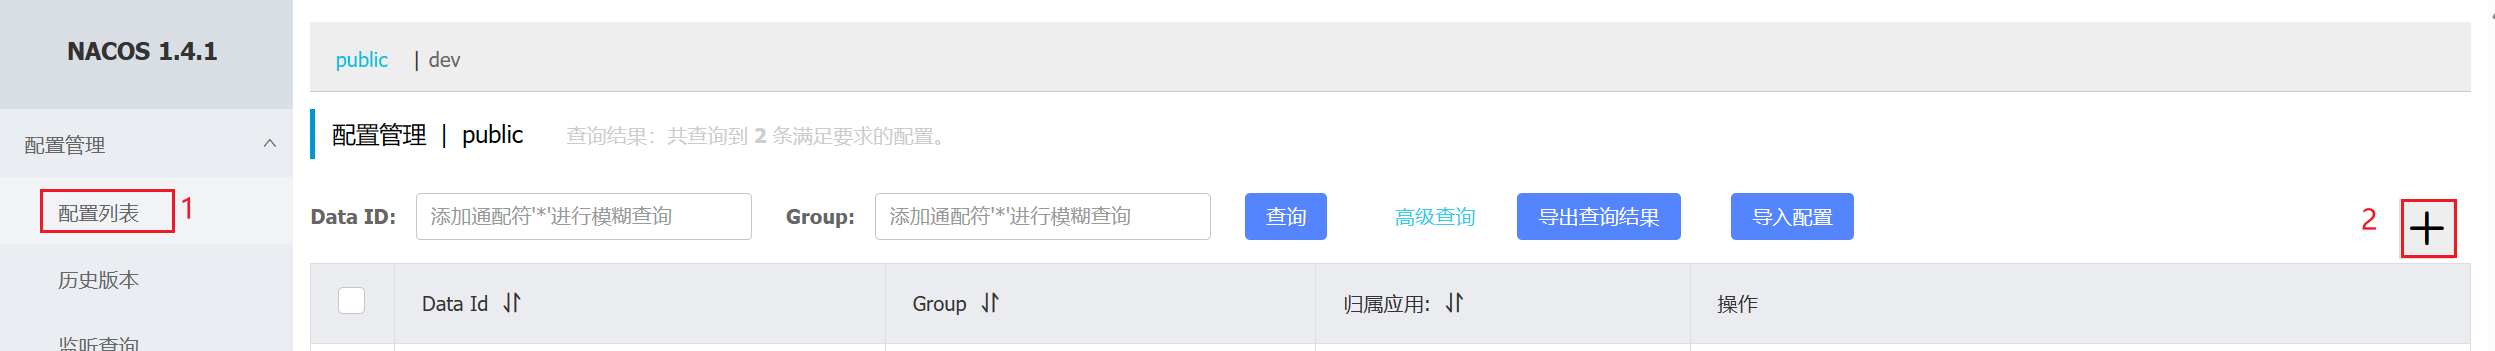 NACOS 1.4.1
public | dev
配置管理
配置管理 | public 查询结果：共查询到 2 条满足要求的配置。
配置列表 1
Data ID: 添加通配符'*'进行模糊查询 Group: 添加通配符'*'进行模糊查询 查询 高级查询 导出查询结果 导入配置 2 +
历史版本
Data Id Group 归属应用: 操作
监听查询